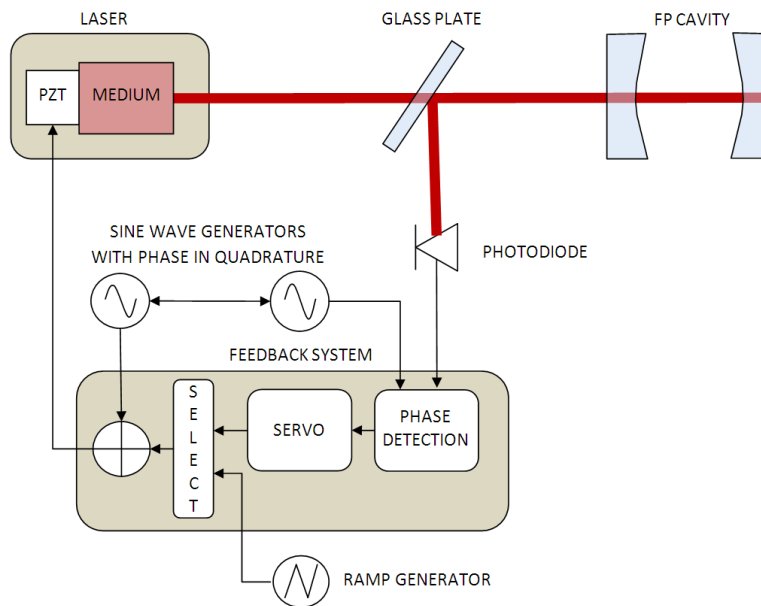 LASER
GLASS PLATE
FP CAVITY
PZT
MEDIUM
SINE WAVE GENERATORS
WITH PHASE IN QUADRATURE
PHOTODIODE
FEEDBACK SYSTEM
SELECT
SERVO
PHASE
DETECTION
RAMP GENERATOR